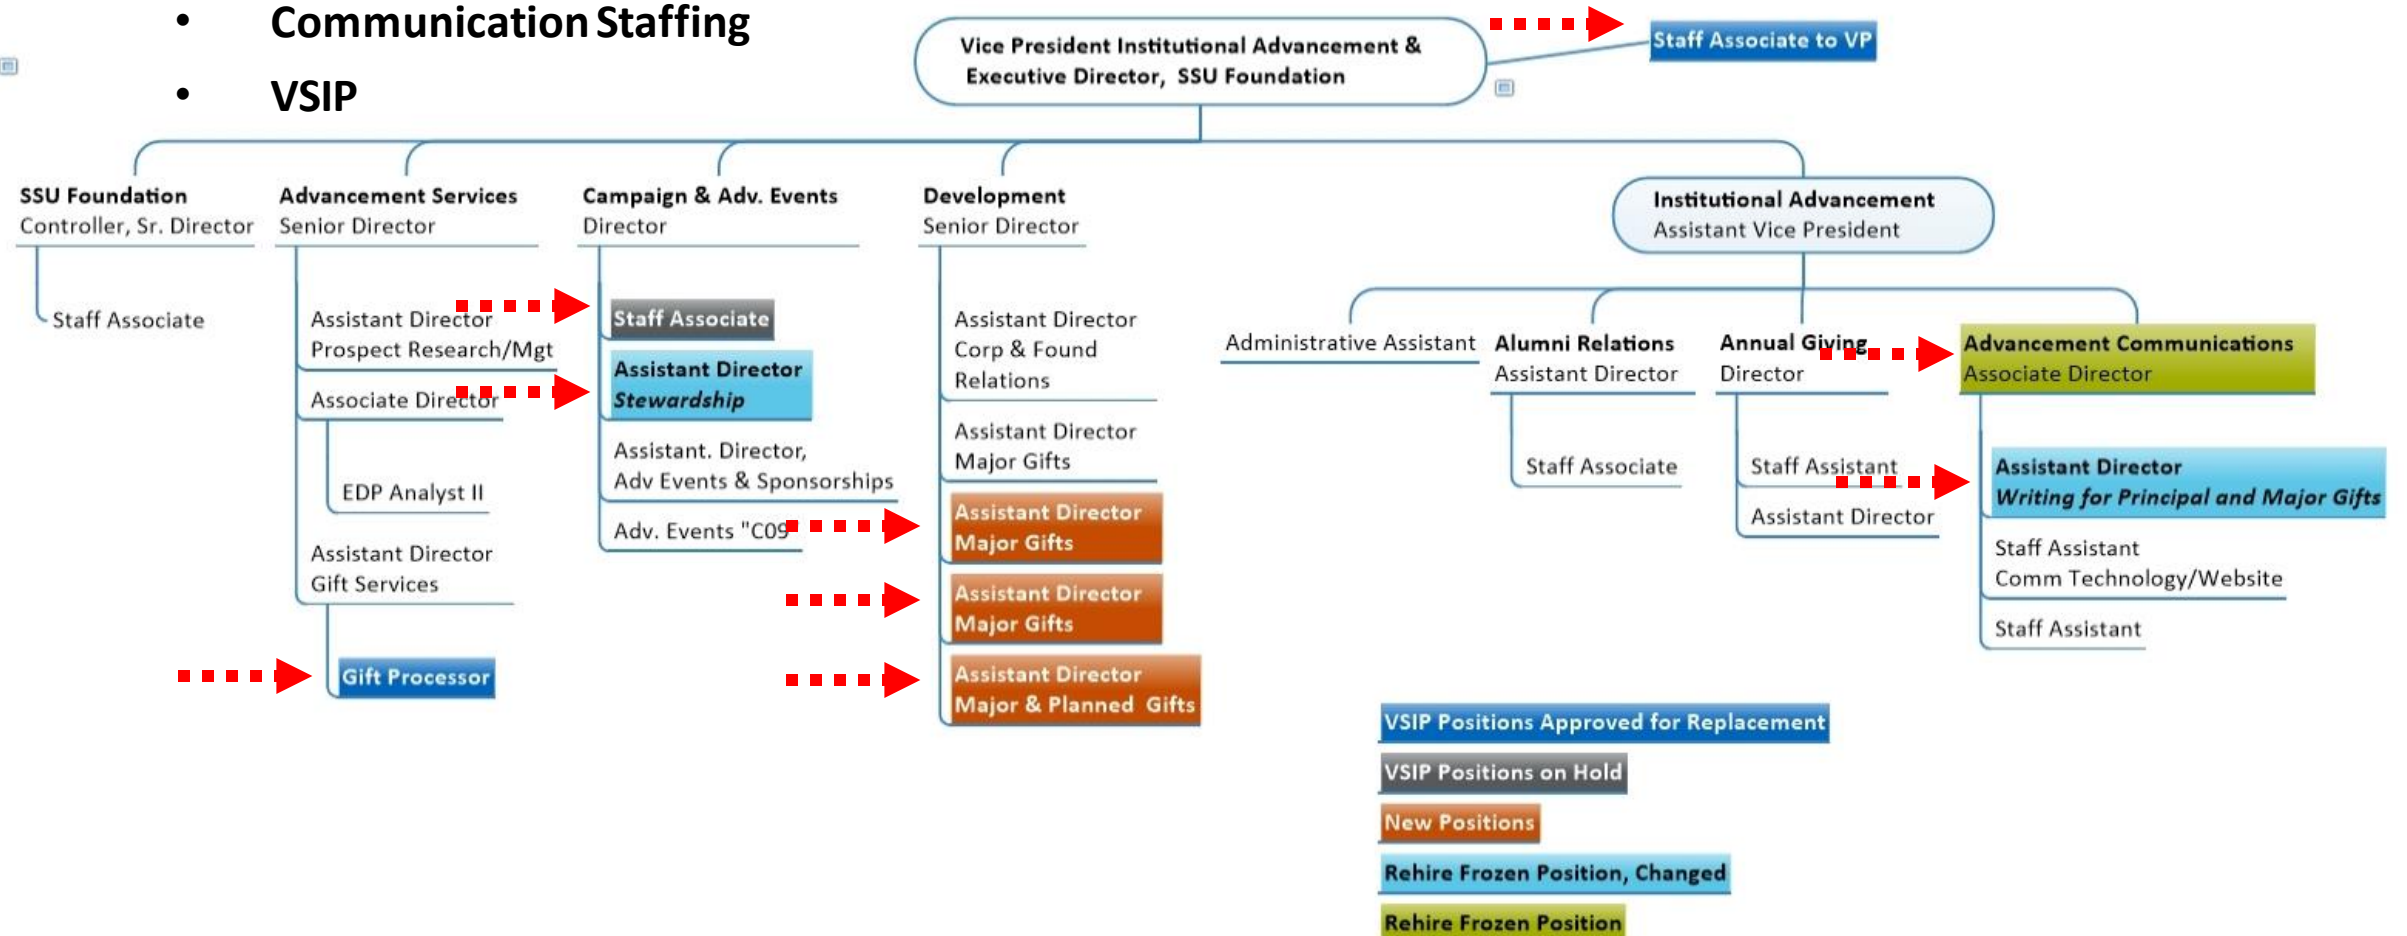 • Communication Staffing
• VSIP
Vice President Institutional Advancement &
Executive Director, SSU Foundation
Staff Associate to VP
SSU Foundation
Controller, Sr. Director
Staff Associate
Advancement Services
Senior Director
Assistant Director
Prospect Research/Mgt
Associate Director
EDP Analyst II
Assistant Director
Gift Services
Gift Processor
Campaign & Adv. Events
Director
Staff Associate
Assistant Director
Stewardship
Assistant. Director,
Adv Events & Sponsorships
Adv. Events "C09
Development
Senior Director
Assistant Director
Corp & Found
Relations
Assistant Director
Major Gifts
Assistant Director
Major Gifts
Assistant Director
Major Gifts
Assistant Director
Major & Planned Gifts
Institutional Advancement
Assistant Vice President
Administrative Assistant
Alumni Relations
Assistant Director
Staff Associate
Annual Giving
Director
Staff Assistant
Assistant Director
Advancement Communications
Associate Director
Assistant Director
Writing for Principal and Major Gifts
Staff Assistant
Comm Technology/Website
Staff Assistant
VSIP Positions Approved for Replacement
VSIP Positions on Hold
New Positions
Rehire Frozen Position, Changed
Rehire Frozen Position